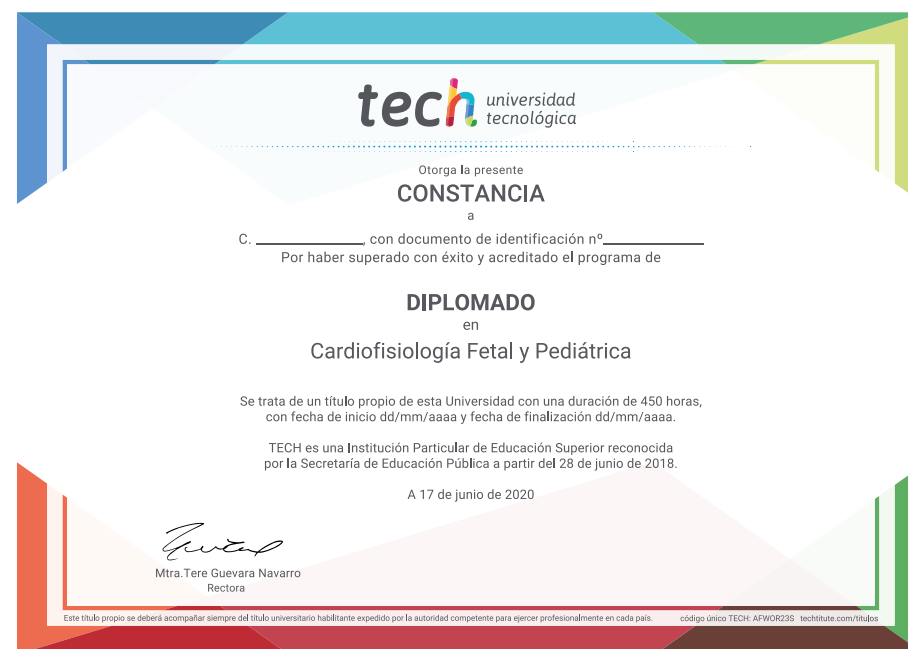 tech universidad
tecnológica
Otorga la presente
CONSTANCIA
a
C. ____________, con documento de identificación nº____________
Por haber superado con éxito y acreditado el programa de
DIPLOMADO
en
Cardiofisiología Fetal y Pediátrica
Se trata de un título propio de esta Universidad con una duración de 450 horas,
con fecha de inicio dd/mm/aaaa y fecha de finalización dd/mm/aaaa.
TECH es una Institución Particular de Educación Superior reconocida
por la Secretaría de Educación Pública a partir del 28 de junio de 2018.
A 17 de junio de 2020
Mtra.Tere Guevara Navarro
Rectora
Este título propio se deberá acompañar siempre del título universitario habilitante expedido por la autoridad competente para ejercer profesionalmente en cada país. código único TECH: AFWOR23S techtitute.com/titulos